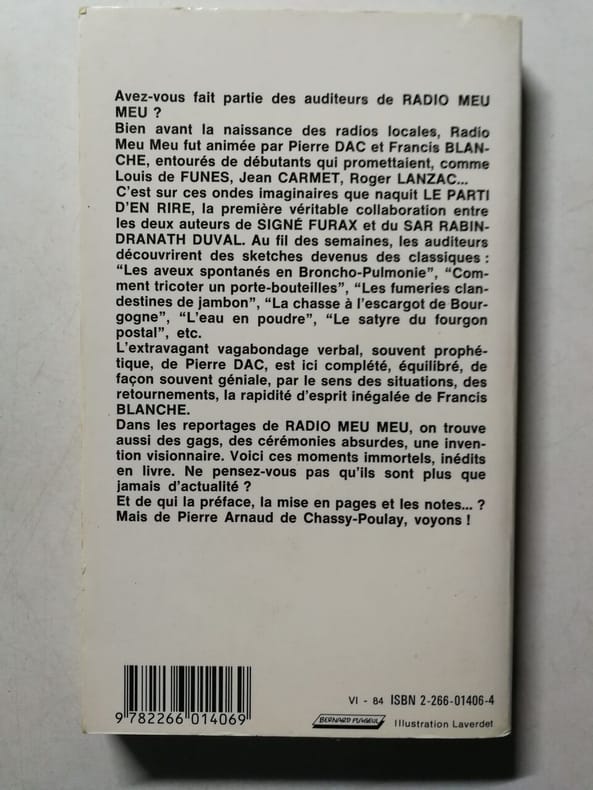 Avez-vous fait partie des auditeurs de RADIO MEU
MEU ?
Bien avant la naissance des radios locales, Radio
Meu Meu fut animée par Pierre DAC et Francis BLAN-
CHE, entourés de débutants qui promettaient, comme
Louis de FUNES, Jean CARMET, Roger LANZAC...
C'est sur ces ondes imaginaires que naquit LE PARTI
D'EN RIRE, la première véritable collaboration entre
les deux auteurs de SIGNÉ FURAX et du SAR RABIN-
DRANATH DUVAL. Au fil des semaines, les auditeurs
découvrirent des sketches devenus des classiques :
"Les aveux spontanés en Broncho-Pulmonie", "Com-
ment tricoter un porte-bouteilles", "Les fumeries clan-
destines de jambon", "La chasse à l'escargot de Bour-
gogne", "L'eau en poudre", "Le satyre du fourgon
postal", etc.
L'extravagant vagabondage verbal, souvent prophé-
tique, de Pierre DAC, est ici complété, équilibré, de
façon souvent géniale, par le sens des situations, des
retournements, la rapidité d'esprit inégalée de Francis
BLANCHE.
Dans les reportages de RADIO MEU MEU, on trouve
aussi des gags, des cérémonies absurdes, une inven-
tion visionnaire. Voici ces moments immortels, inédits
en livre. Ne pensez-vous pas qu'ils sont plus que
jamais d'actualité ?
Et de qui la préface, la mise en pages et les notes... ?
Mais de Pierre Arnaud de Chassy-Poulay, voyons !
VI - 84 ISBN 2-266-01406-4
9 782266 014069
BERNARD
Illustration Laverdet